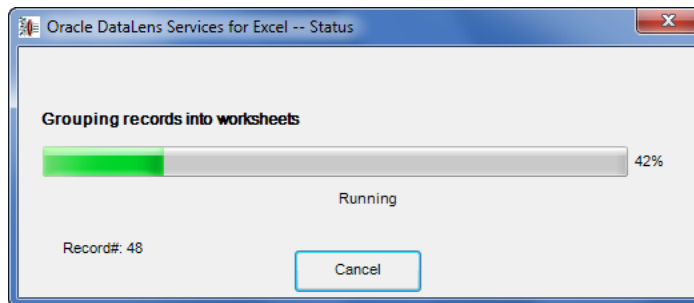 Oracle DataLens Services for Excel -- Status
Grouping records into worksheets
42%
Running
Record#: 48
Cancel